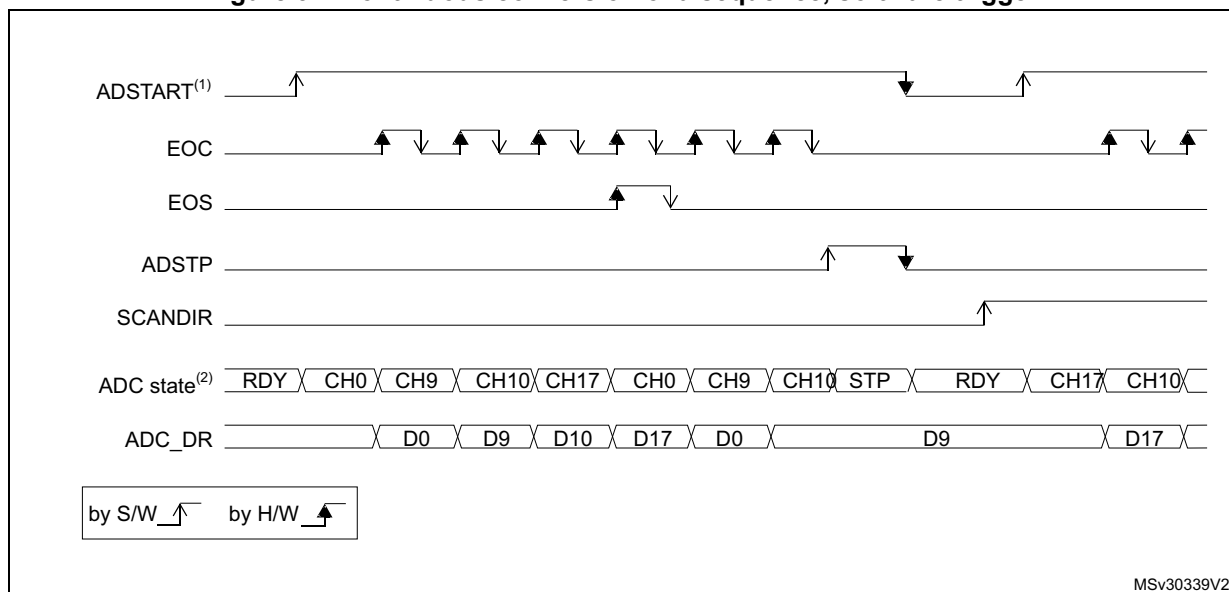 ADSTART(1)
EOC
EOS
ADSTP
SCANDIR
ADC state(2) RDY CH0 CH9 CH10 CH17 CH0 CH9 CH10 STP RDY CH17 CH10
ADC_DR D0 D9 D10 D17 D0 D9 D17
by S/W by H/W
MSv30339V2